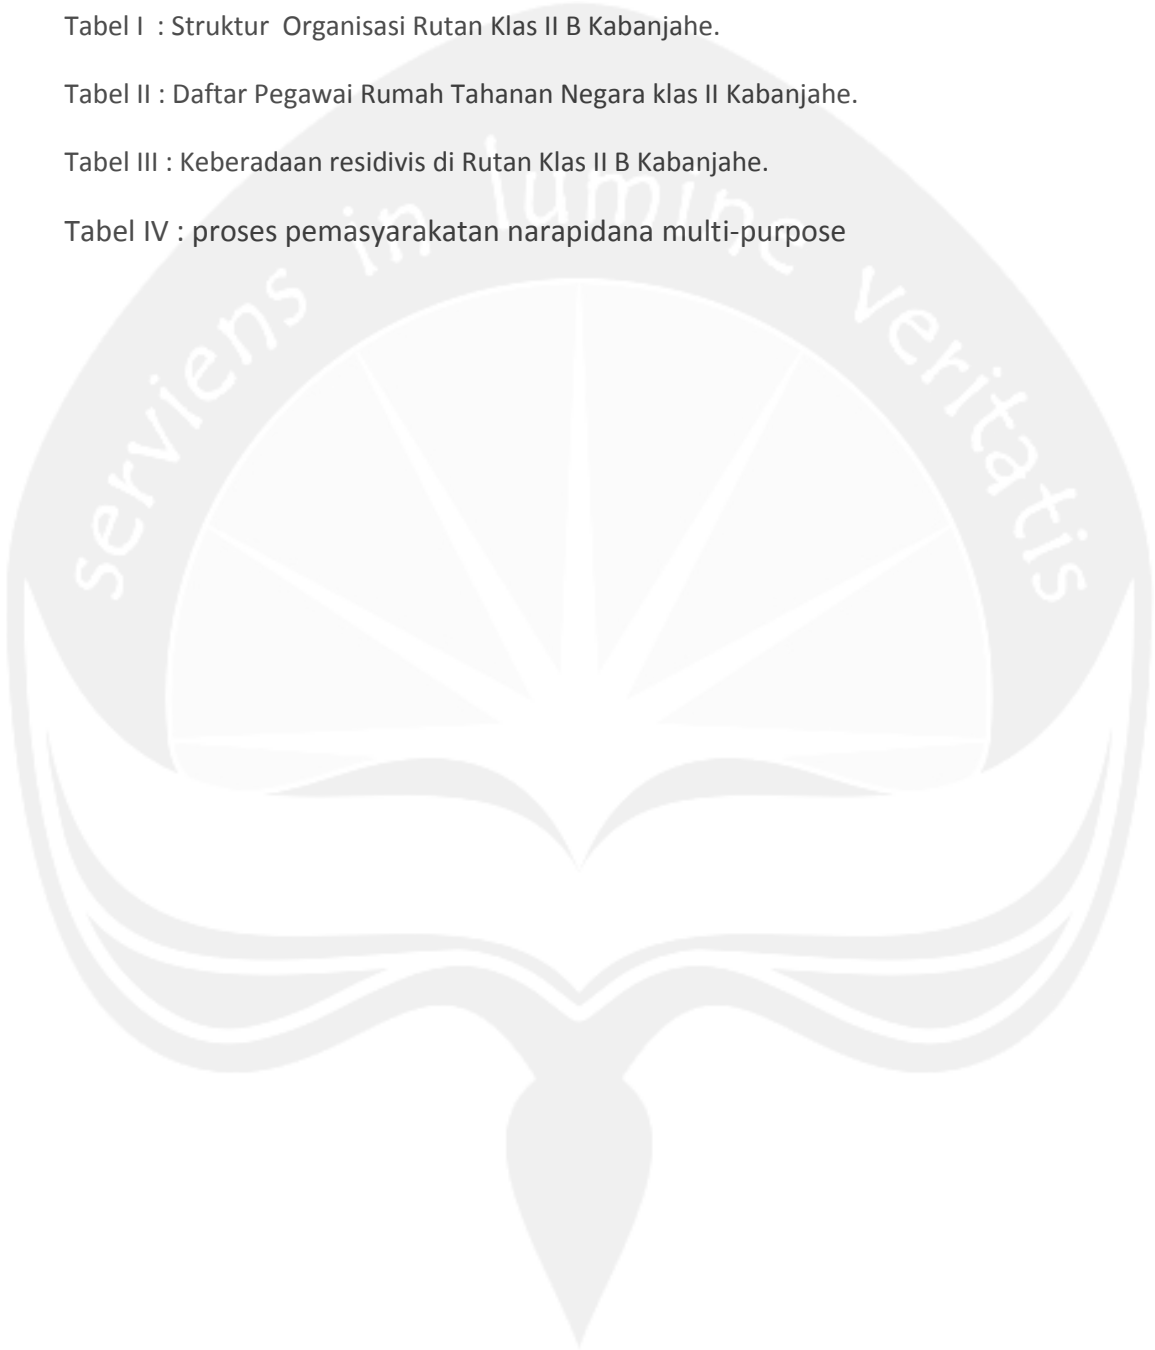 Tabel I  : Struktur  Organisasi Rutan Klas II B Kabanjahe.
Tabel II : Daftar Pegawai Rumah Tahanan Negara klas II Kabanjahe.
Tabel III : Keberadaan residivis di Rutan Klas II B Kabanjahe.
Tabel IV : proses pemasyarakatan narapidana multi-purpose
serviens in lumine veritatis